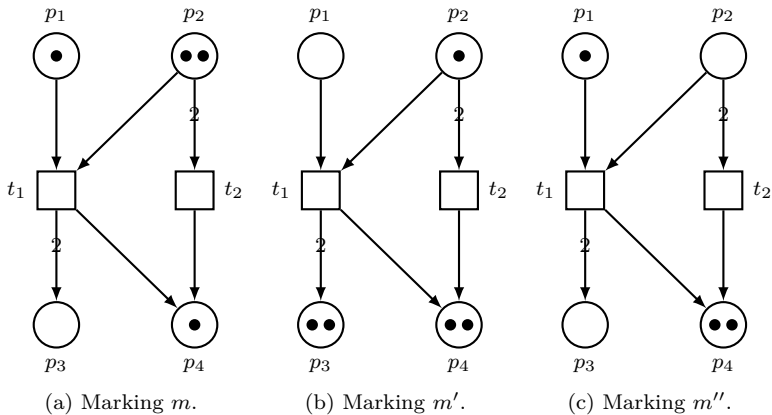 p₁ p₂ p₁ p₂ p₁ p₂
2 2 2
t₁ t₂ t₁ t₂ t₁ t₂
2 2 2
p₃ p₄ p₃ p₄ p₃ p₄
(a) Marking m. (b) Marking m′. (c) Marking m′′.